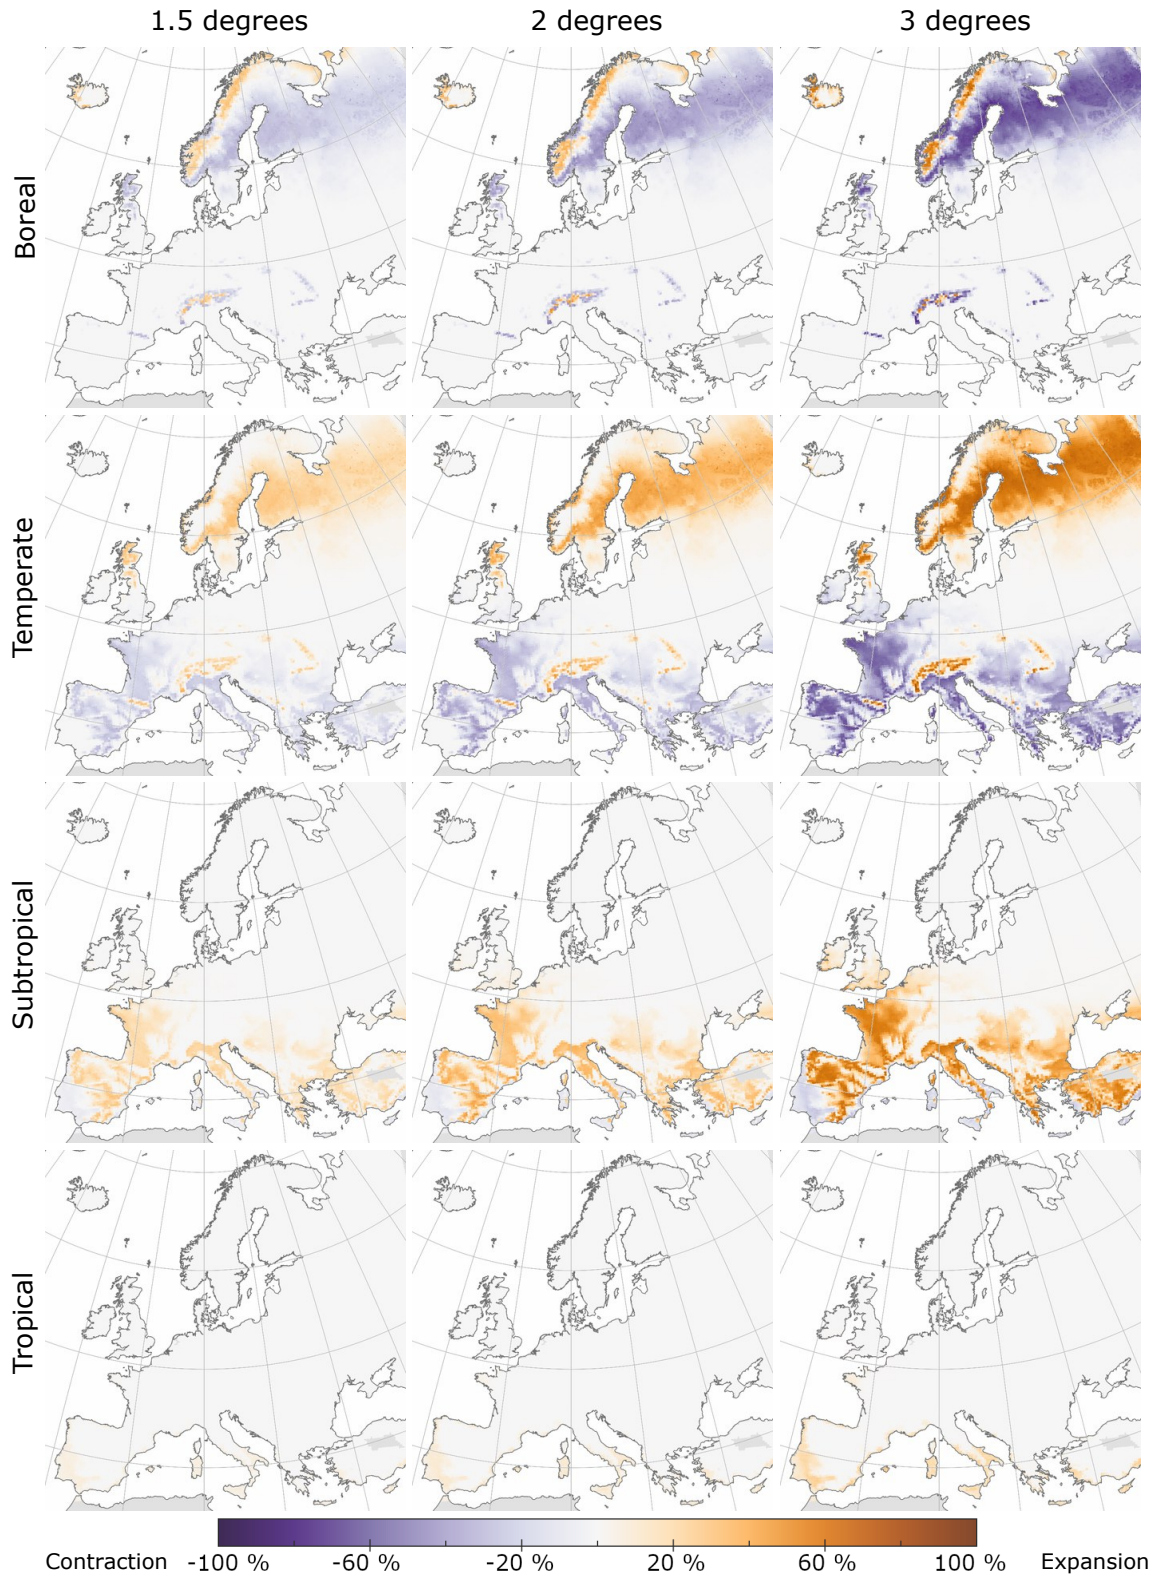 1.5 degrees 2 degrees 3 degrees
Boreal
Temperate
Subtropical
Tropical
Contraction -100 % -60 % -20 % 20 % 60 % 100 % Expansion